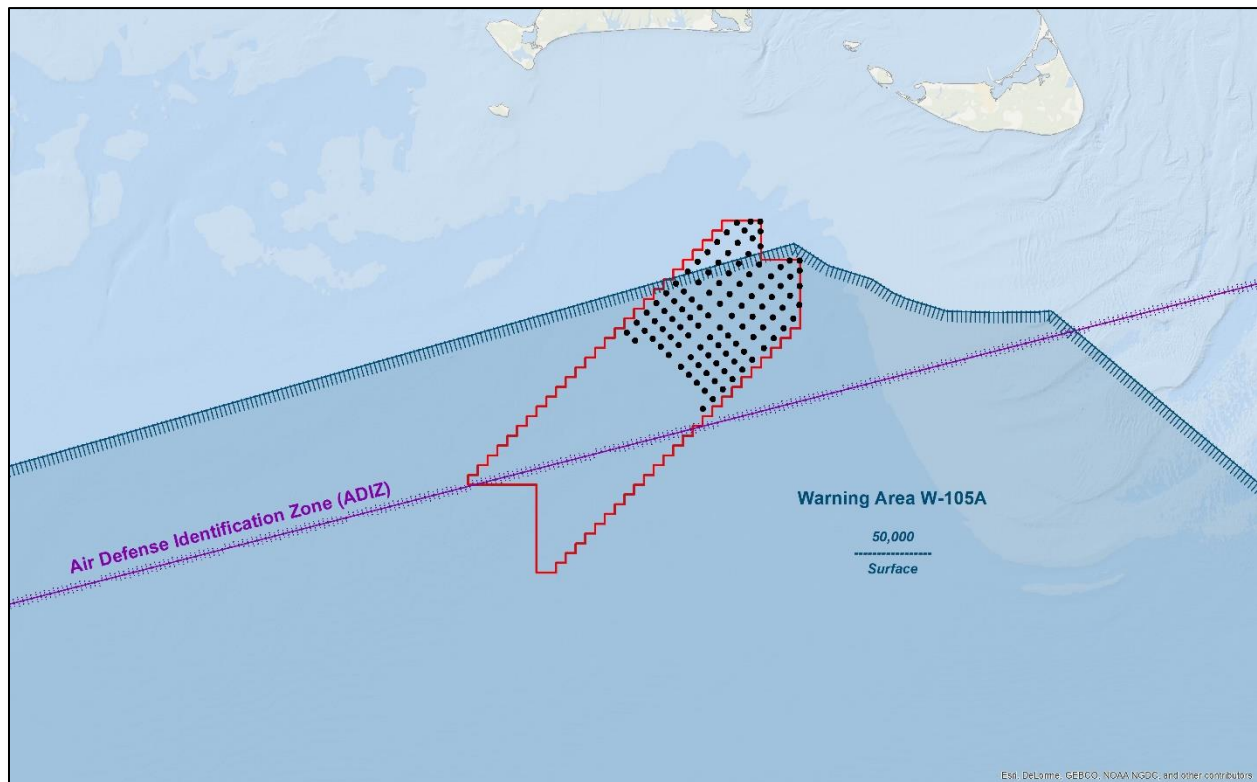 Air Defense Identification Zone (ADIZ)
Warning Area W-105A
50,000
-----------------
Surface
Esri, DeLorme, GEBCO, NOAA NGDC, and other contributors